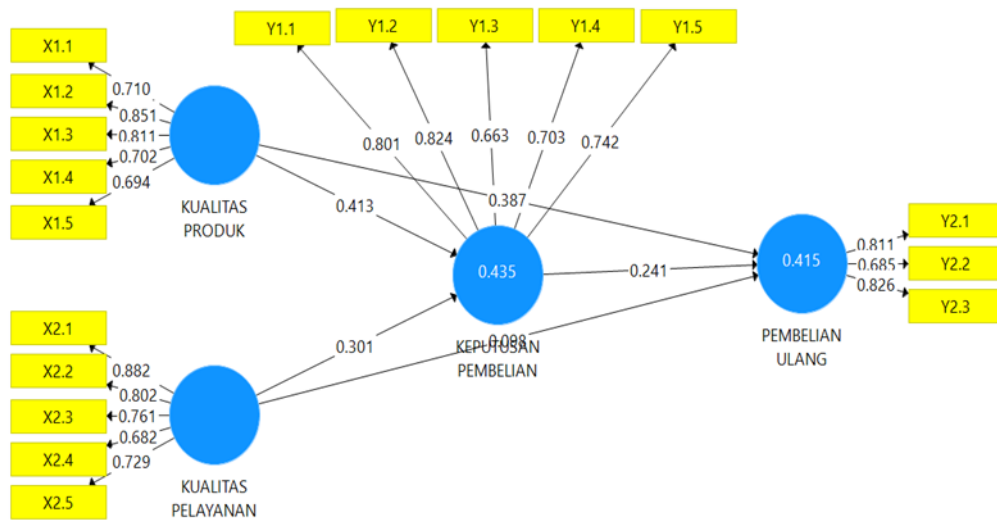 Y1.1
Y1.2
Y1.3
Y1.4
Y1.5
X1.1
X1.2
X1.3
X1.4
X1.5
0.710
0.851
0.811
0.702
0.694
KUALITAS
PRODUK
0.801
0.824
0.663
0.703
0.742
0.413
0.387
0.435
0.241
0.415
0.301
0.098
KEPUTUSAN
PEMBELIAN
PEMBELIAN
ULANG
0.811
0.685
0.826
Y2.1
Y2.2
Y2.3
X2.1
X2.2
X2.3
X2.4
X2.5
0.882
0.802
0.761
0.682
0.729
KUALITAS
PELAYANAN